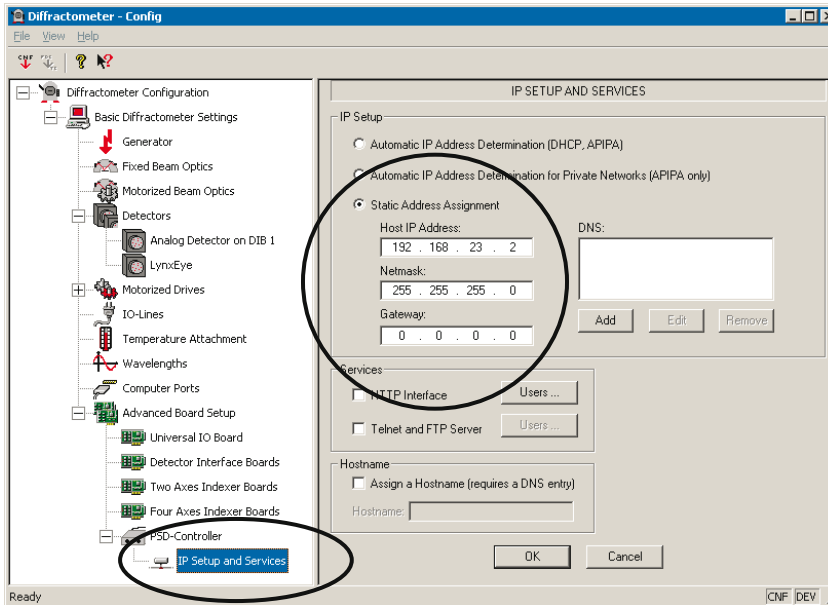 Diffractometer - Config
File View Help
CNF
Diffractometer Configuration
Basic Diffractometer Settings
Generator
Fixed Beam Optics
Motorized Beam Optics
Detectors
Analog Detector on DIB 1
LynxEye
Motorized Drives
IO-Lines
Temperature Attachment
Wavelengths
Computer Ports
Advanced Board Setup
Universal IO Board
Detector Interface Boards
Two Axes Indexer Boards
Four Axes Indexer Boards
PSD-Controller
IP Setup and Services
IP SETUP AND SERVICES
IP Setup
Automatic IP Address Determination (DHCP, APIPA)
Automatic IP Address Determination for Private Networks (APIPA only)
Static Address Assignment
Host IP Address:
192 . 168 . 23 . 2
Netmask:
255 . 255 . 255 . 0
Gateway:
0 . 0 . 0 . 0
DNS:
Add Edit Remove
Services
HTTP Interface Users ...
Telnet and FTP Server Users ...
Hostname
Assign a Hostname (requires a DNS entry)
Hostname:
OK Cancel
Ready CNF DEV